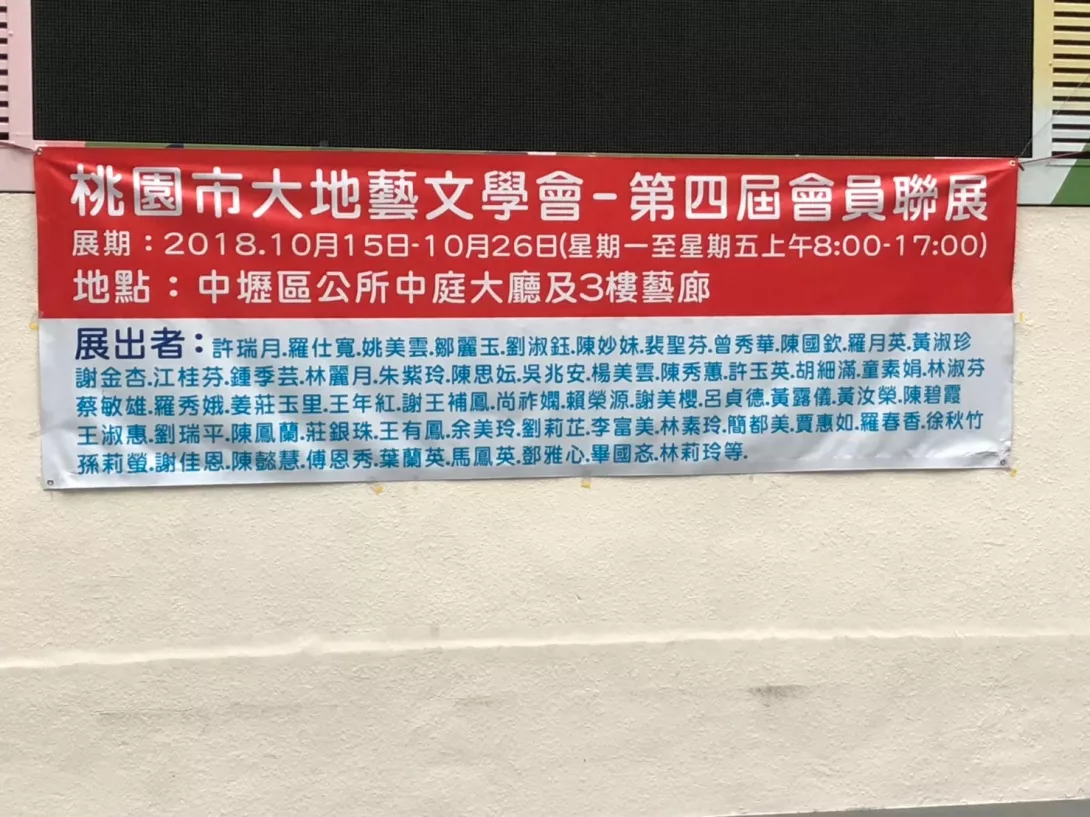 桃園市大地藝文學會-第四屆會員聯展
展期：2018.10月15日-10月26日(星期一至星期五上午8:00-17:00)
地點：中壢區公所中庭大廳及3樓藝廊
展出者：許瑞月.羅仕寬.姚美雲.鄒麗玉.劉淑鈺.陳妙妹.裴聖芬.曾秀華.陳國欽.羅月英.黃淑珍
謝金杏.江桂芬.鍾季芸.林麗月.朱紫玲.陳思妘.吳兆安.楊美雲.陳秀蕙.許玉英.胡細滿.童素娟.林淑芬
蔡敏雄.羅秀娥.姜莊玉里.王年紅.謝王補鳳.尚祚嫻.賴榮源.謝美櫻.呂貞德.黃露儀.黃汝榮.陳碧霞
王淑惠.劉瑞平.陳鳳蘭.莊銀珠.王有鳳.余美玲.劉莉芷.李富美.林素玲.簡都美.賈惠如.羅春香.徐秋竹
孫莉螢.謝佳恩.陳懿慧.傅恩秀.葉蘭英.馬鳳英.鄧雅心.畢國忞.林莉玲等.